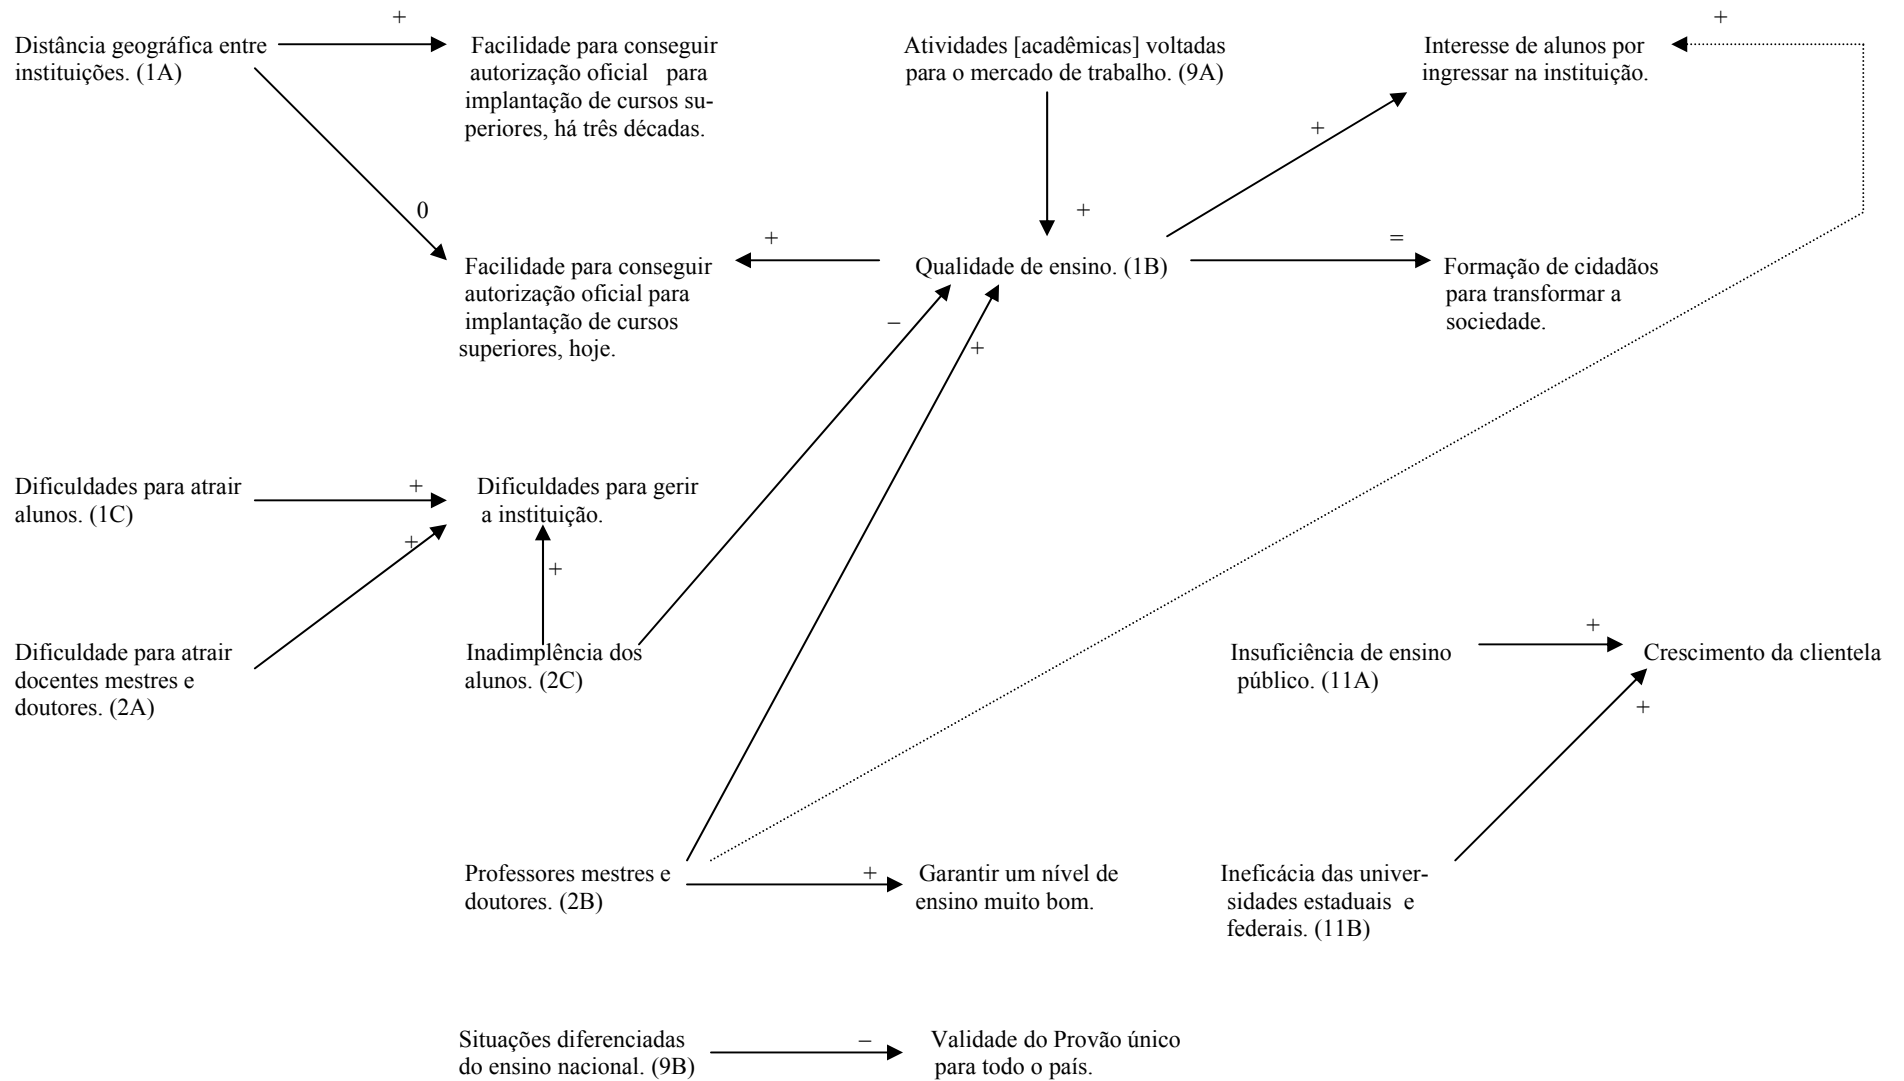 +
+
Distância geográfica entre
instituições. (1A)
Facilidade para conseguir
autorização oficial para
implantação de cursos su-
periores, há três décadas.
Atividades [acadêmicas] voltadas
para o mercado de trabalho. (9A)
Interesse de alunos por
ingressar na instituição.
+
0
+
+
=
Facilidade para conseguir
autorização oficial para
implantação de cursos
superiores, hoje.
Qualidade de ensino. (1B)
Formação de cidadãos
para transformar a
sociedade.
–
+
Dificuldades para atrair
alunos. (1C)
+
Dificuldades para gerir
a instituição.
+
+
Dificuldade para atrair
docentes mestres e
doutores. (2A)
Inadimplência dos
alunos. (2C)
Insuficiência de ensino
público. (11A)
+
Crescimento da clientela
+
Professores mestres e
doutores. (2B)
+
Garantir um nível de
ensino muito bom.
Ineficácia das univer-
sidades estaduais e
federais. (11B)
Situações diferenciadas
do ensino nacional. (9B)
–
Validade do Provão único
para todo o país.